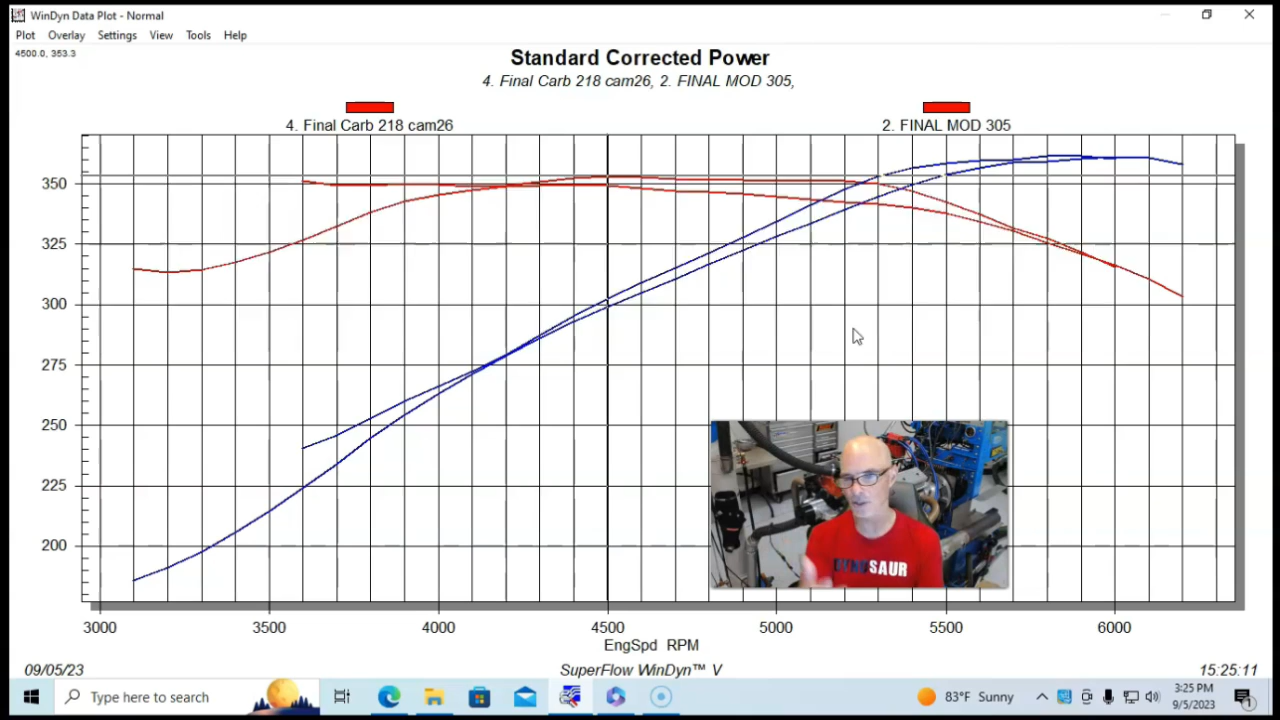 WinDyn Data Plot - Normal
Plot Overlay Settings View Tools Help
4500.0, 353.3
Standard Corrected Power
4. Final Carb 218 cam26, 2. FINAL MOD 305,
4. Final Carb 218 cam26 2. FINAL MOD 305
350
325
300
275
250
225
200
SAUR
3000 3500 4000 4500 5000 5500 6000
EngSpd RPM
09/05/23 SuperFlow WinDyn™ V 15:25:11
Type here to search 83°F Sunny 3:25 PM
9/5/2023 1